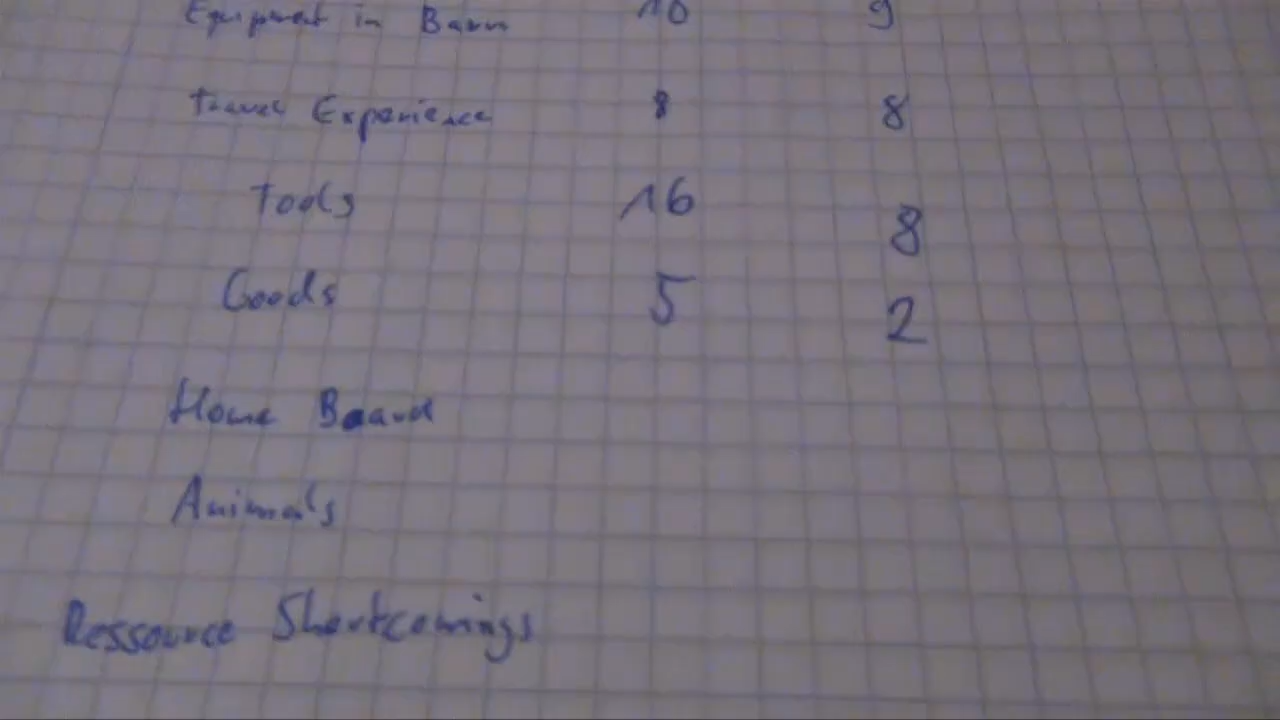 Equipment in Barn 10 9
Travel Experience 8 8
Tools 16 8
Goods 5 2
Home Board
Animals
Ressource Shortcomings